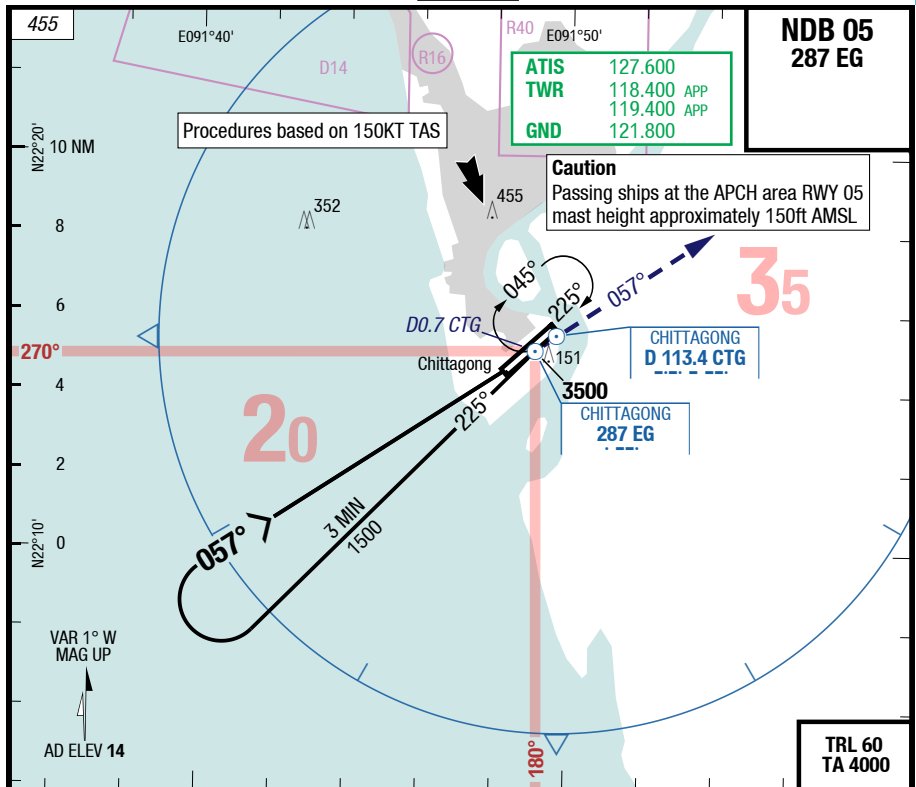 455
E091°40'
R40
E091°50'
NDB 05
287 EG
D14
R16
ATIS 127.600
TWR 118.400 APP
119.400 APP
GND 121.800
Procedures based on 150KT TAS
N22°20'
10 NM
Caution
Passing ships at the APCH area RWY 05
mast height approximately 150ft AMSL
455
352
8
35
045°
225°
057°
6
D0.7 CTG
CHITTAGONG
D 113.4 CTG
270°
Chittagong
151
4
3500
225°
CHITTAGONG
287 EG
20
2
3 MIN
1500
057°
N22°10'
0
VAR 1° W
MAG UP
AD ELEV 14
180°
TRL 60
TA 4000